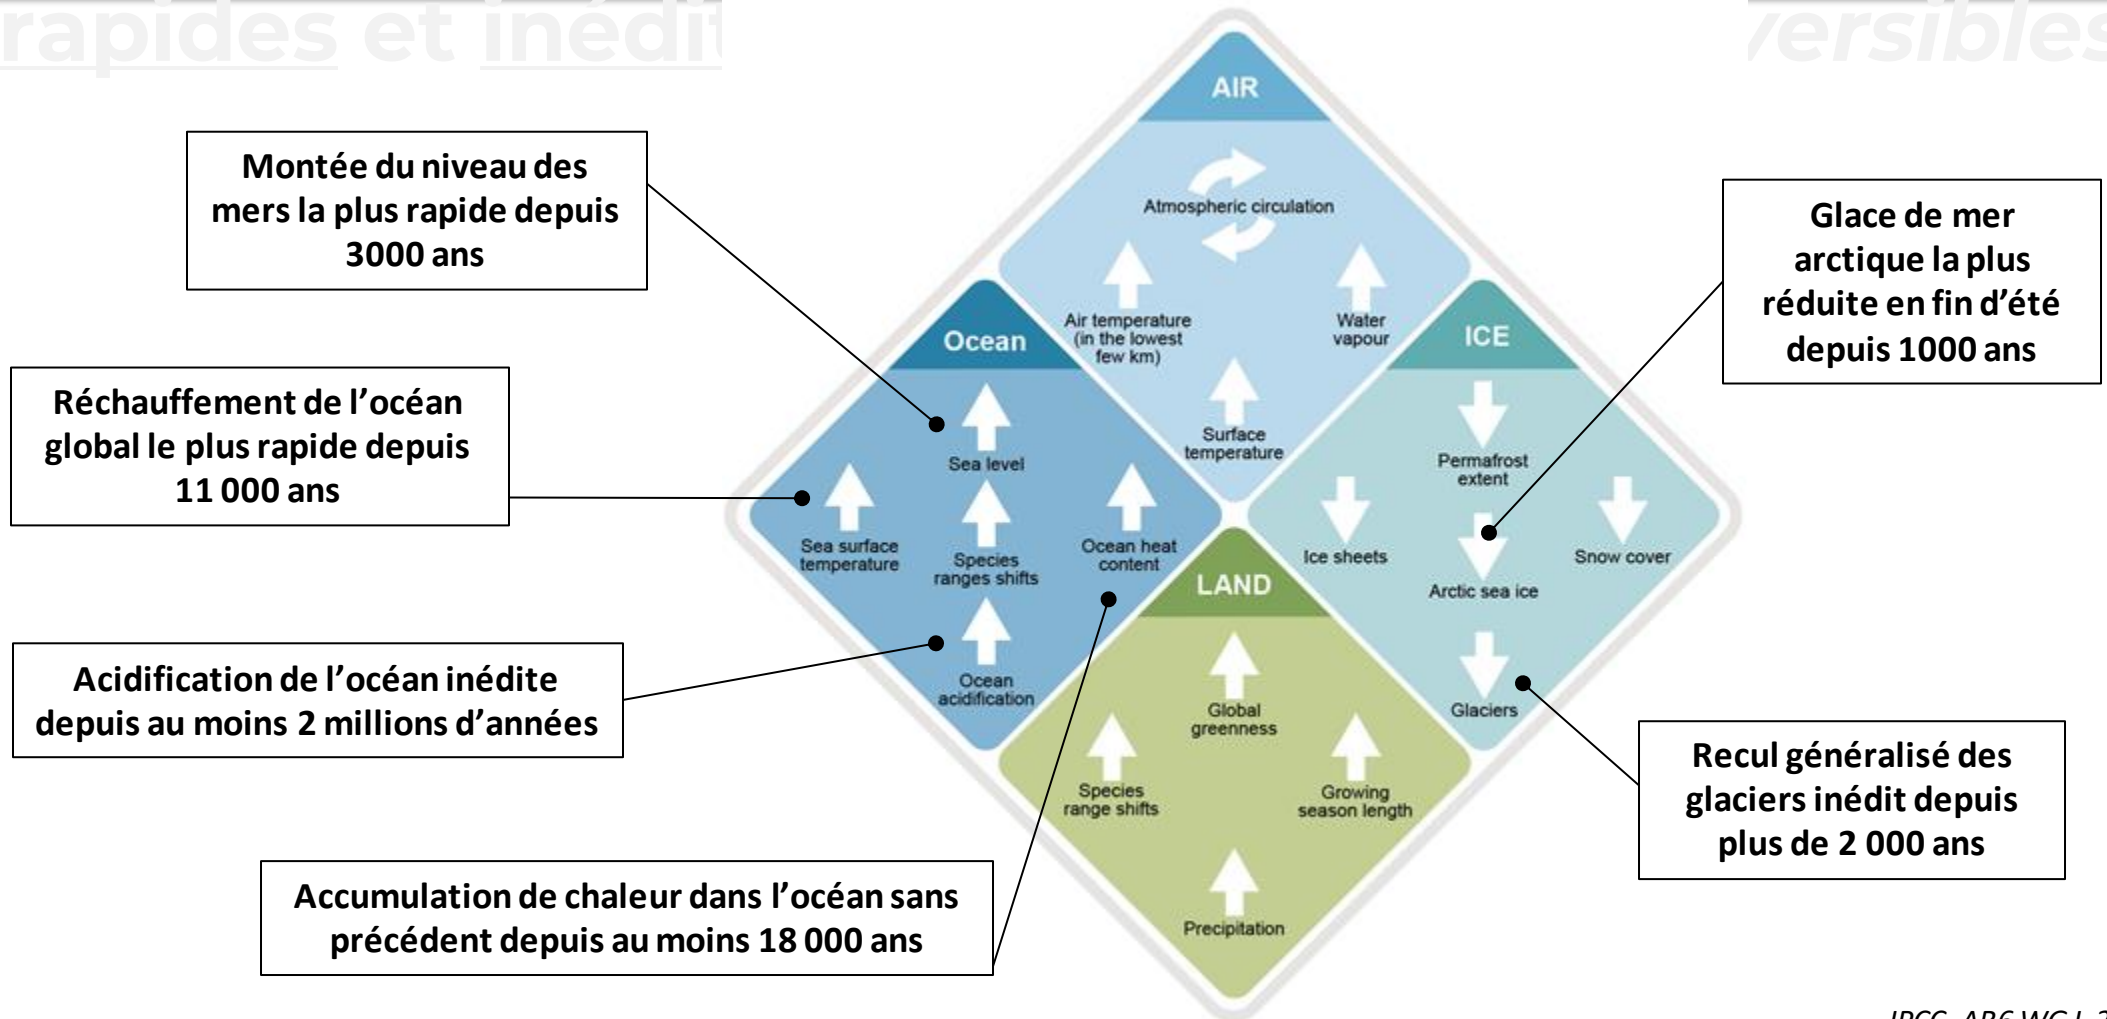 rapides et
Montée du niveau des
mers la plus rapide depuis
3000 ans
Réchauffement de l’océan
global le plus rapide depuis
11 000 ans
Acidification de l’océan inédite
depuis au moins 2 millions d’années
Accumulation de chaleur dans l’océan sans
précédent depuis au moins 18 000 ans
AIR
Atmospheric circulation
Air temperature
(in the lowest
few km)
Water
vapour
Surface
temperature
Ocean
Sea level
Sea surface
temperature
Species
ranges shifts
Ocean heat
content
Ocean
acidification
ICE
Permafrost
extent
Ice sheets
Snow cover
Arctic sea ice
Glaciers
LAND
Global
greenness
Species
range shifts
Growing
season length
Precipitation
Glace de mer
arctique la plus
réduite en fin d’été
depuis 1000 ans
Recul généralisé des
glaciers inédit depuis
plus de 2 000 ans
IPCC, AR6 WG I, 2